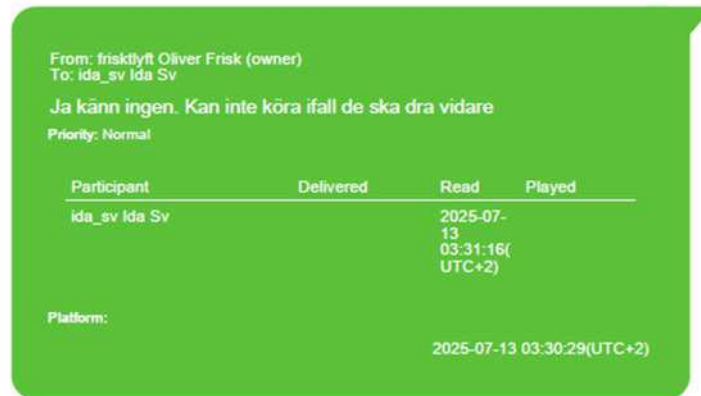 From: frisktlyft Oliver Frisk (owner)
To: ida_sv Ida Sv
Ja känn ingen. Kan inte köra ifall de ska dra vidare
Priority: Normal
Participant Delivered Read Played
ida_sv Ida Sv 2025-07-
13
03:31:16(
UTC+2)
Platform:
2025-07-13 03:30:29(UTC+2)